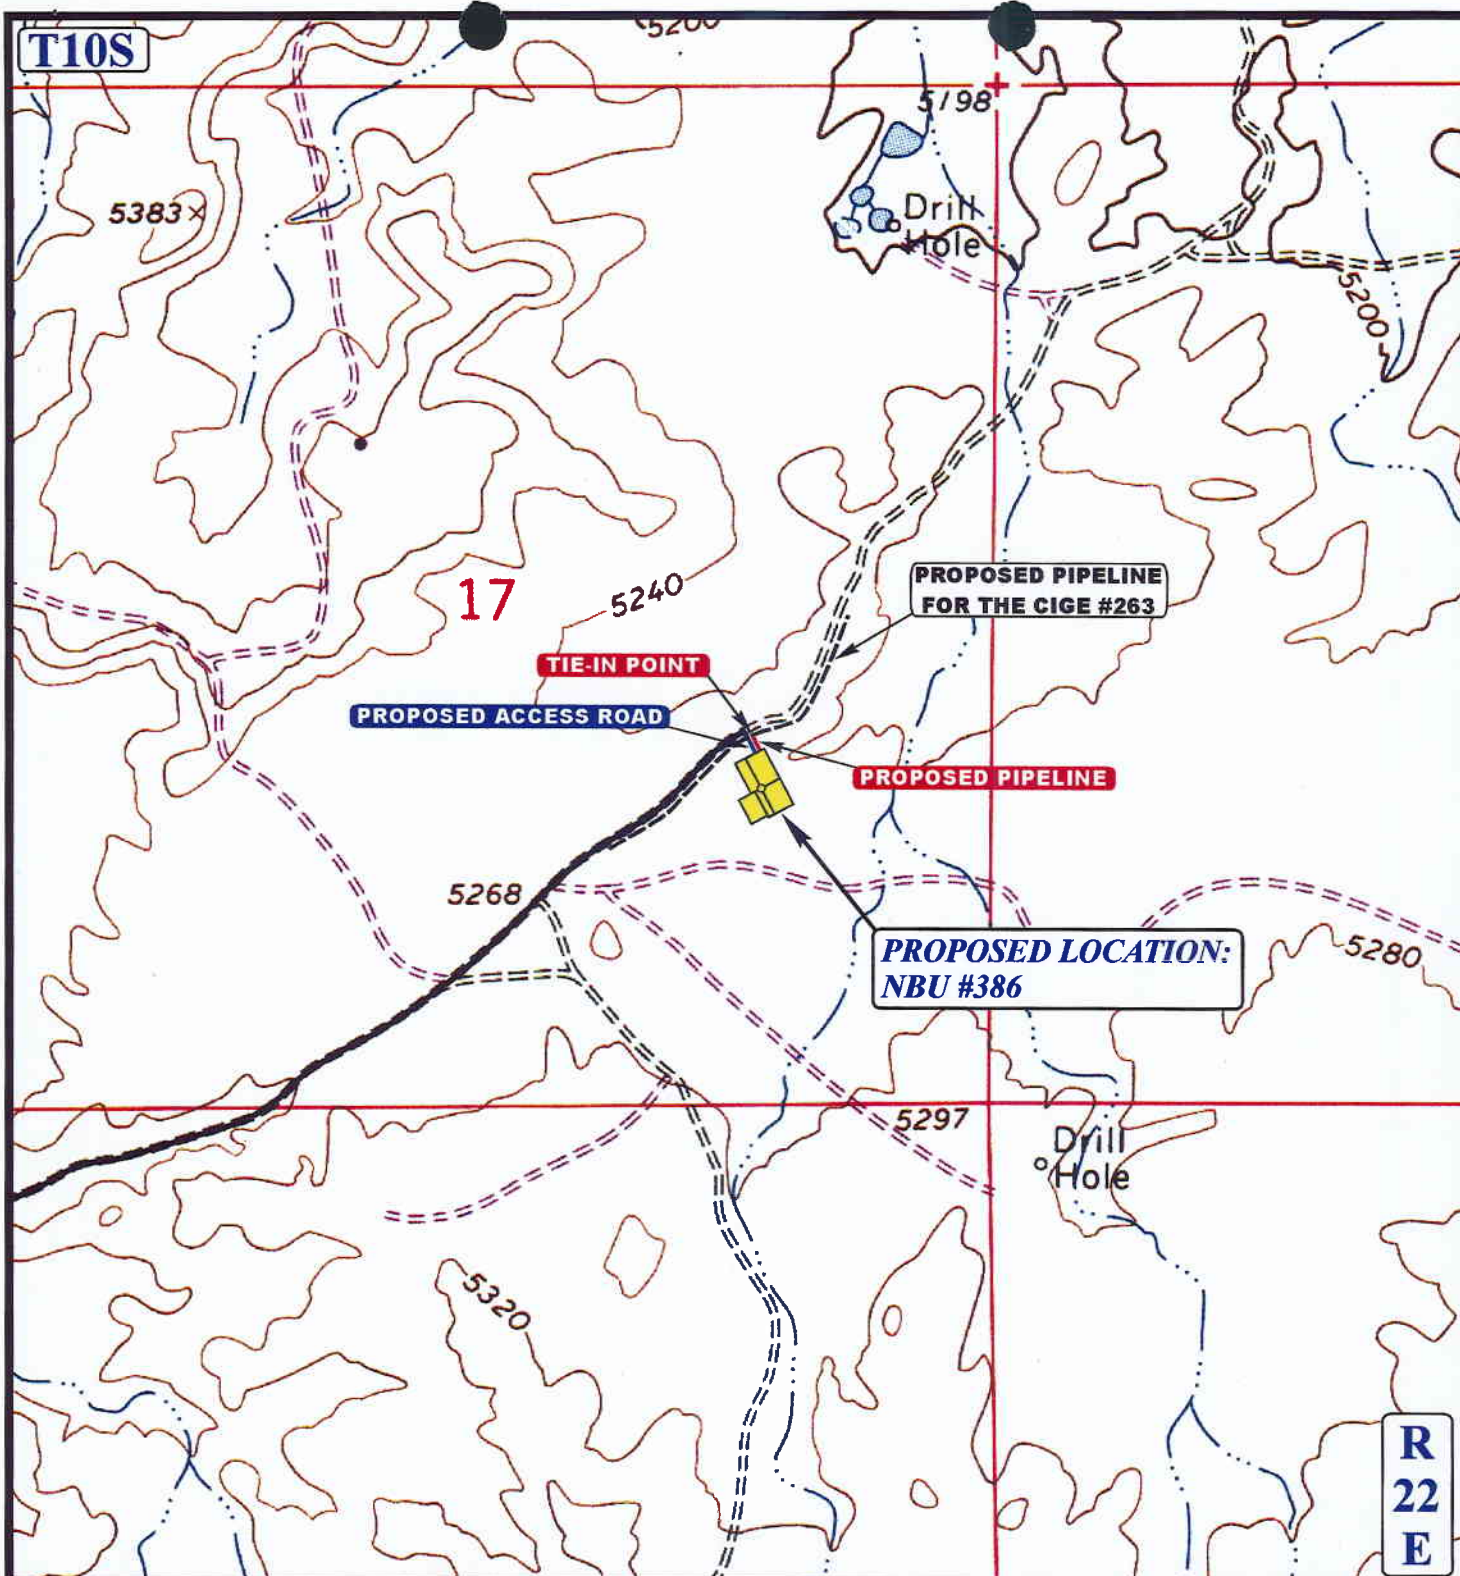 5200
T10S
5198
5383
Drill
Hole
5200
PROPOSED PIPELINE
FOR THE CIGE #263
17
5240
TIE-IN POINT
PROPOSED ACCESS ROAD
PROPOSED PIPELINE
5268
PROPOSED LOCATION:
NBU #386
5280
5297
Drill
Hole
5320
R
22
E